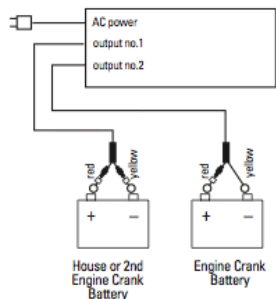 AC power
output no.1
output no.2
red
yellow
red
yellow
+ −
+ −
House or 2nd
Engine Crank
Battery
Engine Crank
Battery